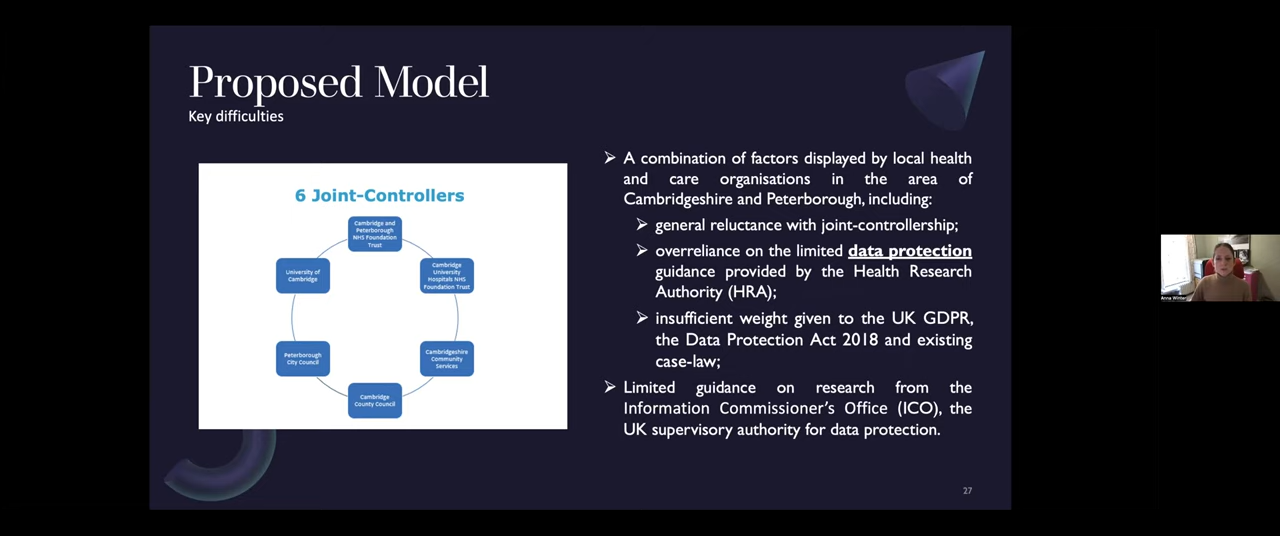 Proposed Model
Key difficulties
6 Joint-Controllers
Cambridge and
Peterborough
NHS Foundation
Trust
Cambridge
University
Hospitals NHS
Foundation Trust
Cambridgeshire
Community
Services
Cambridge
County Council
Peterborough
City Council
University of
Cambridge
➢ A combination of factors displayed by local health
and care organisations in the area of
Cambridgeshire and Peterborough, including:
➢ general reluctance with joint-controllership;
➢ overreliance on the limited data protection
guidance provided by the Health Research
Authority (HRA);
➢ insufficient weight given to the UK GDPR,
the Data Protection Act 2018 and existing
case-law;
➢ Limited guidance on research from the
Information Commissioner's Office (ICO), the
UK supervisory authority for data protection.
27
Anna Winter